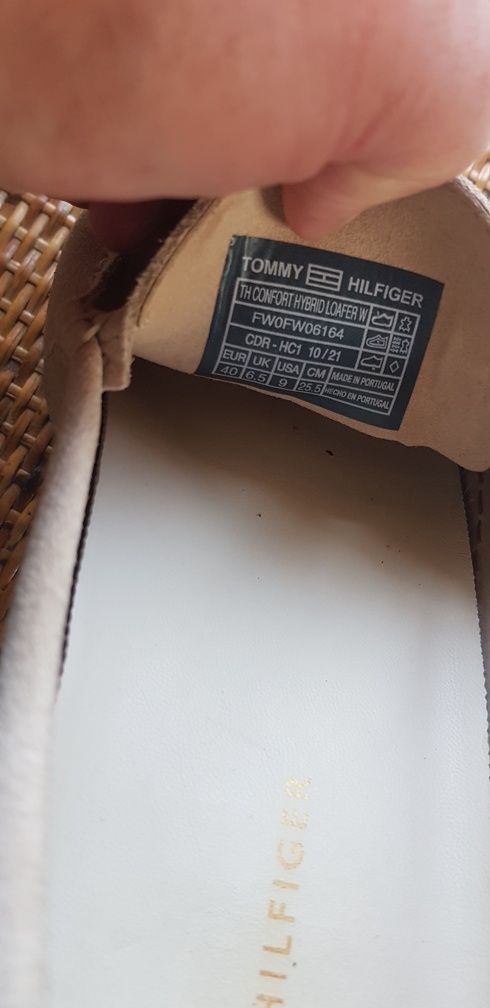 TOMMY HILFIGER
TH CONFORT HYBRID LOAFER W
FW0FW06164
CDR - HC1 10/21
EUR UK USA CM MADE IN PORTUGAL
40 6.5 9 25.5 HECHO EN PORTUGAL
HILFIGER